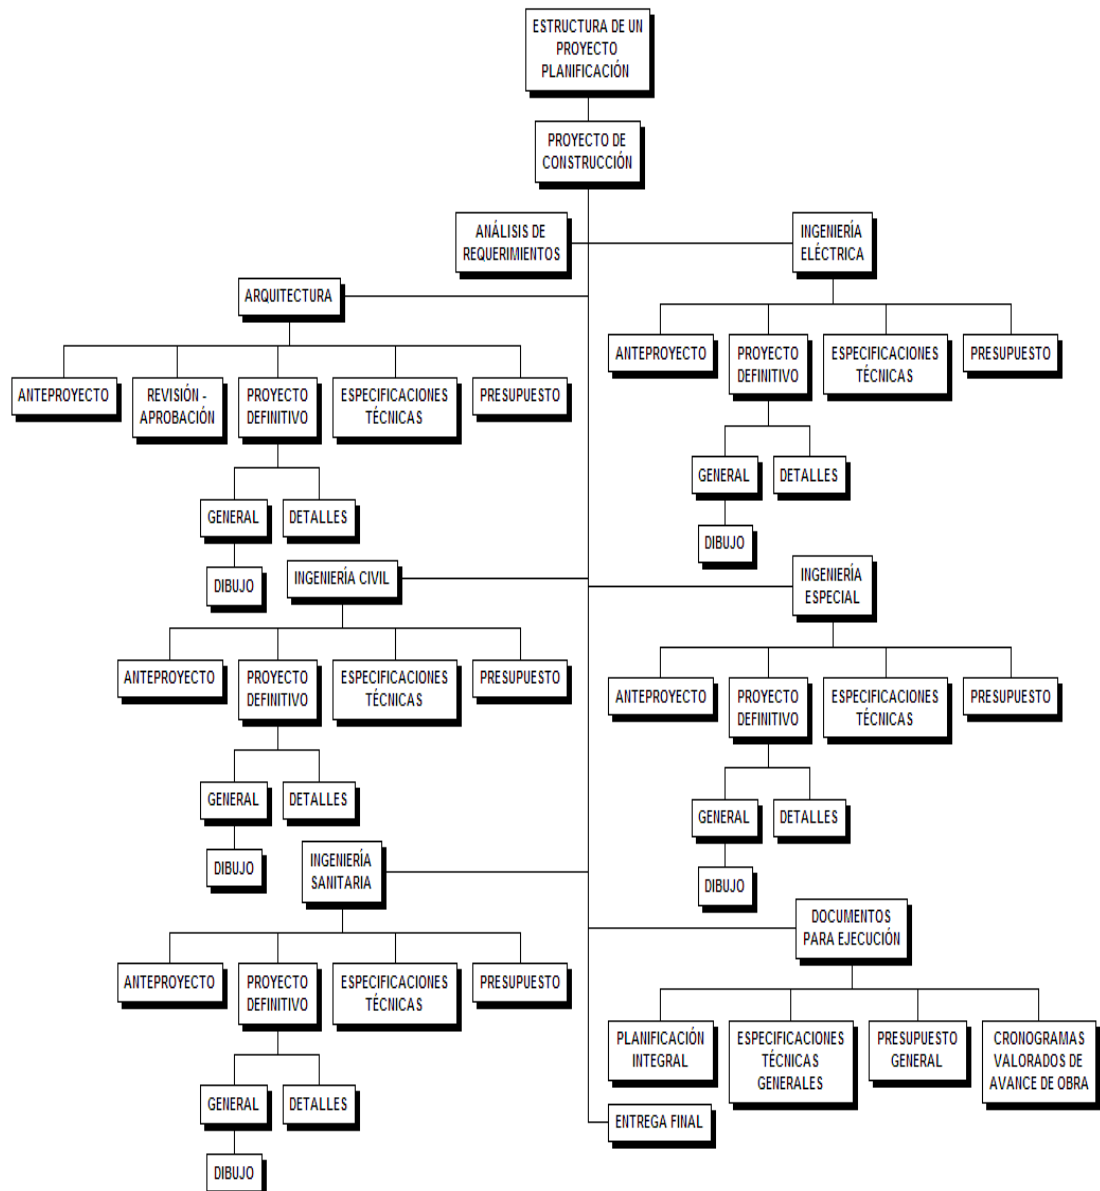 ESTRUCTURA DE UN
PROYECTO
PLANIFICACIÓN
PROYECTO DE
CONSTRUCCIÓN
ANÁLISIS DE
REQUERIMIENTOS
INGENIERÍA
ELÉCTRICA
ARQUITECTURA
ANTEPROYECTO
REVISIÓN -
APROBACIÓN
PROYECTO
DEFINITIVO
ESPECIFICACIONES
TÉCNICAS
PRESUPUESTO
GENERAL
DETALLES
DIBUJO
ANTEPROYECTO
PROYECTO
DEFINITIVO
ESPECIFICACIONES
TÉCNICAS
PRESUPUESTO
GENERAL
DETALLES
DIBUJO
INGENIERÍA CIVIL
ANTEPROYECTO
PROYECTO
DEFINITIVO
ESPECIFICACIONES
TÉCNICAS
PRESUPUESTO
GENERAL
DETALLES
DIBUJO
INGENIERÍA
ESPECIAL
ANTEPROYECTO
PROYECTO
DEFINITIVO
ESPECIFICACIONES
TÉCNICAS
PRESUPUESTO
GENERAL
DETALLES
DIBUJO
INGENIERÍA
SANITARIA
ANTEPROYECTO
PROYECTO
DEFINITIVO
ESPECIFICACIONES
TÉCNICAS
PRESUPUESTO
GENERAL
DETALLES
DIBUJO
DOCUMENTOS
PARA EJECUCIÓN
PLANIFICACIÓN
INTEGRAL
ESPECIFICACIONES
TÉCNICAS
GENERALES
PRESUPUESTO
GENERAL
CRONOGRAMAS
VALORADOS DE
AVANCE DE OBRA
ENTREGA FINAL